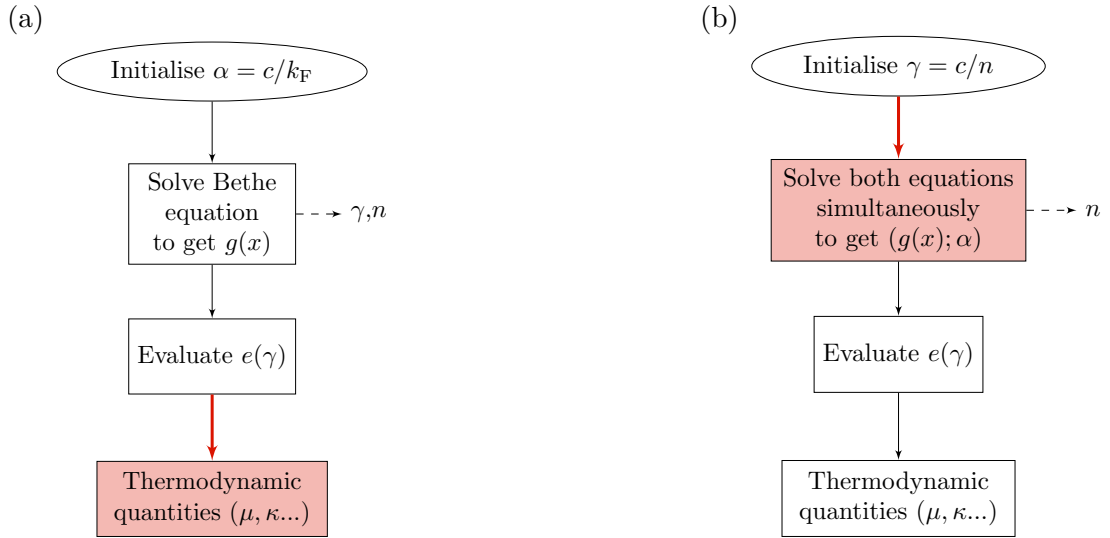 (a)
Initialise α = c/k_F
Solve Bethe
equation
to get g(x)
γ,n
Evaluate e(γ)
Thermodynamic
quantities (μ, κ...)
(b)
Initialise γ = c/n
Solve both equations
simultaneously
to get (g(x); α)
n
Evaluate e(γ)
Thermodynamic
quantities (μ, κ...)